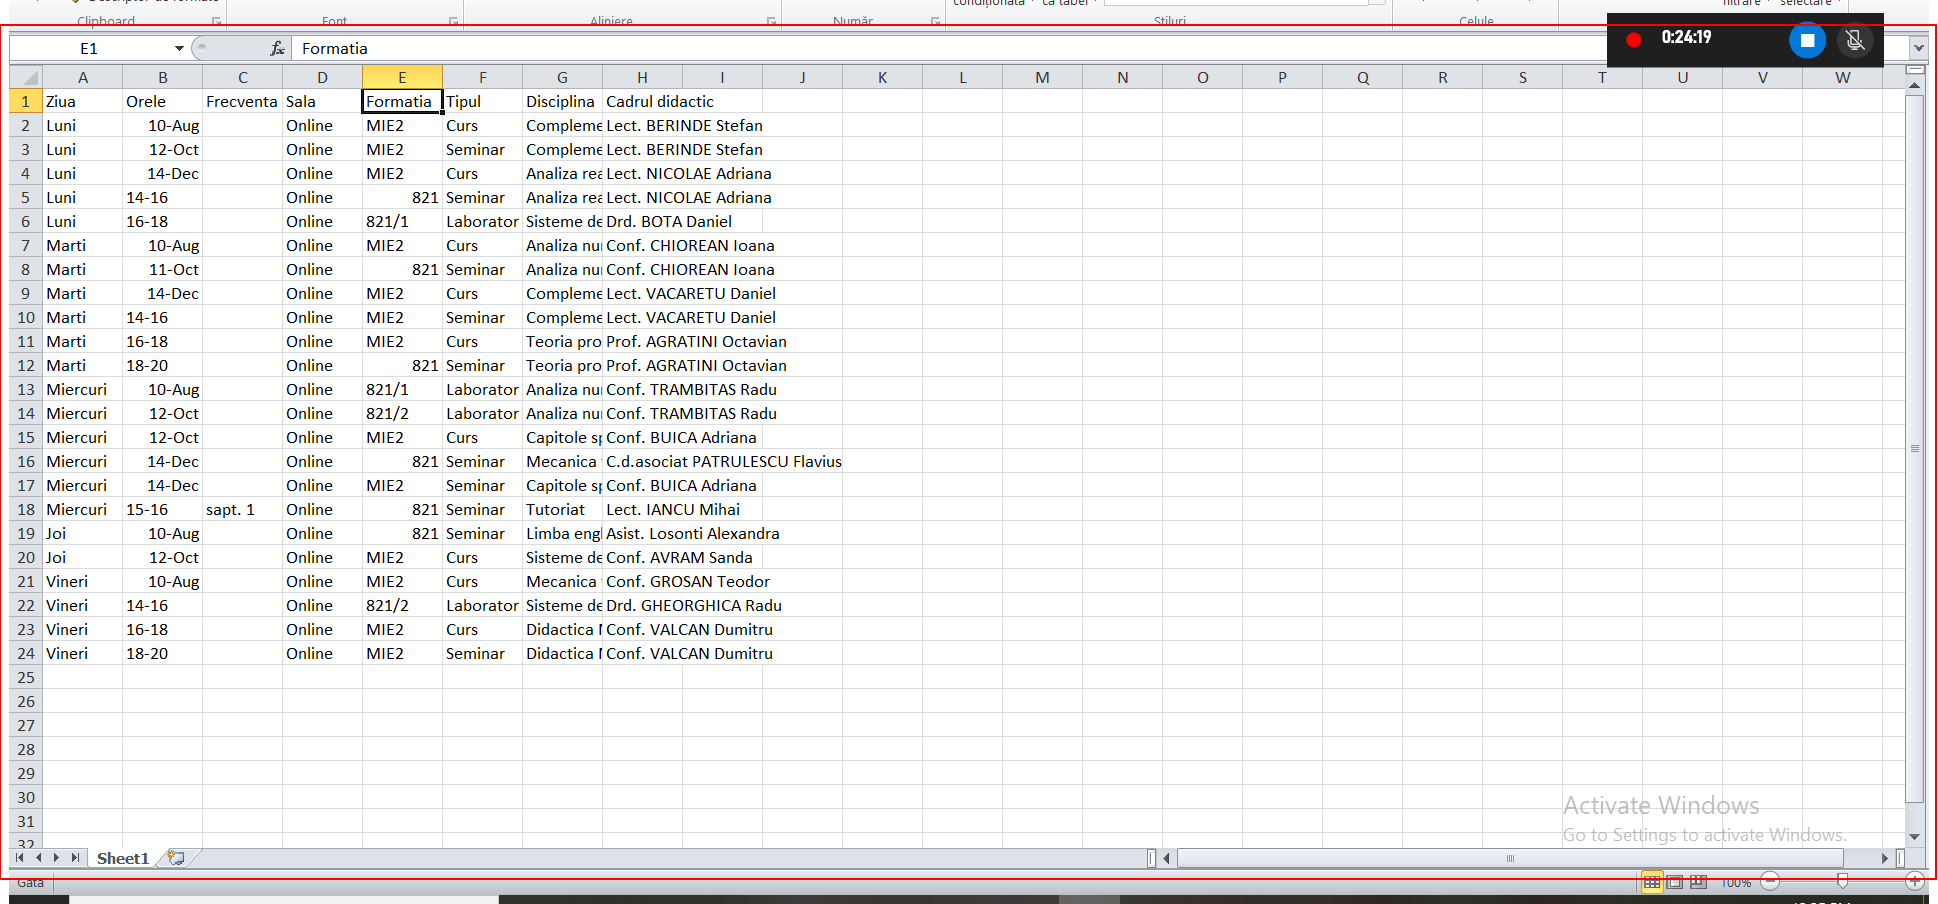 Clipboard Font Aliniere Număr Stiluri Celule
0:24:19
E1 fx Formatia
A B C D E F G H I J K L M N O P Q R S T U V W
1 Ziua Orele Frecventa Sala Formatia Tipul Disciplina Cadrul didactic
2 Luni 10-Aug Online MIE2 Curs Compleme Lect. BERINDE Stefan
3 Luni 12-Oct Online MIE2 Seminar Compleme Lect. BERINDE Stefan
4 Luni 14-Dec Online MIE2 Curs Analiza rea Lect. NICOLAE Adriana
5 Luni 14-16 Online 821 Seminar Analiza rea Lect. NICOLAE Adriana
6 Luni 16-18 Online 821/1 Laborator Sisteme de Drd. BOTA Daniel
7 Marti 10-Aug Online MIE2 Curs Analiza nu Conf. CHIOREAN Ioana
8 Marti 11-Oct Online 821 Seminar Analiza nu Conf. CHIOREAN Ioana
9 Marti 14-Dec Online MIE2 Curs Compleme Lect. VACARETU Daniel
10 Marti 14-16 Online MIE2 Seminar Compleme Lect. VACARETU Daniel
11 Marti 16-18 Online MIE2 Curs Teoria pro Prof. AGRATINI Octavian
12 Marti 18-20 Online 821 Seminar Teoria pro Prof. AGRATINI Octavian
13 Miercuri 10-Aug Online 821/1 Laborator Analiza nu Conf. TRAMBITAS Radu
14 Miercuri 12-Oct Online 821/2 Laborator Analiza nu Conf. TRAMBITAS Radu
15 Miercuri 12-Oct Online MIE2 Curs Capitole sp Conf. BUICA Adriana
16 Miercuri 14-Dec Online 821 Seminar Mecanica C.d.asociat PATRULESCU Flavius
17 Miercuri 14-Dec Online MIE2 Seminar Capitole sp Conf. BUICA Adriana
18 Miercuri 15-16 sapt. 1 Online 821 Seminar Tutoriat Lect. IANCU Mihai
19 Joi 10-Aug Online 821 Seminar Limba engl Asist. Losonti Alexandra
20 Joi 12-Oct Online MIE2 Curs Sisteme de Conf. AVRAM Sanda
21 Vineri 10-Aug Online MIE2 Curs Mecanica Conf. GROSAN Teodor
22 Vineri 14-16 Online 821/2 Laborator Sisteme de Drd. GHEORGHICA Radu
23 Vineri 16-18 Online MIE2 Curs Didactica Conf. VALCAN Dumitru
24 Vineri 18-20 Online MIE2 Seminar Didactica Conf. VALCAN Dumitru
25
26
27
28
29
30
31
32
Activate Windows
Go to Settings to activate Windows.
Sheet1
Gata 100%